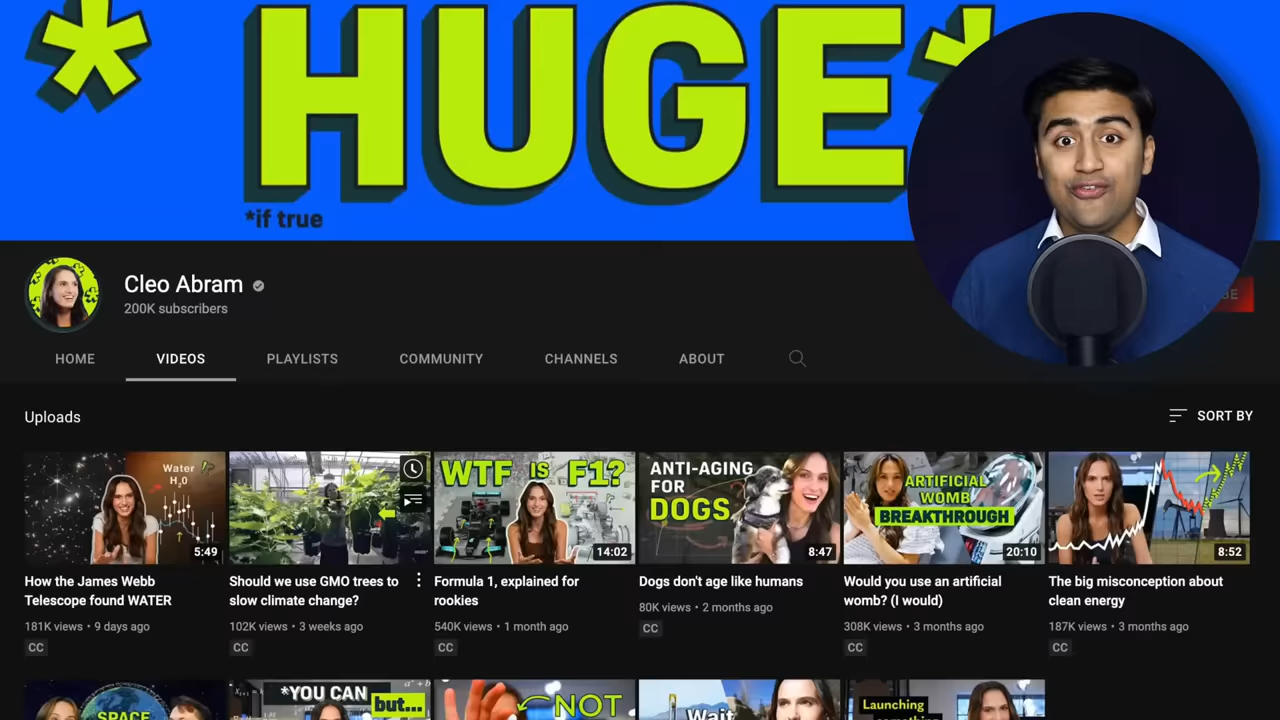 * HUGE*
*if true
Cleo Abram
200K subscribers
HOME
VIDEOS
PLAYLISTS
COMMUNITY
CHANNELS
ABOUT
Uploads
SORT BY
Water
H₂0
5:49
WTF IS F1?
14:02
ANTI-AGING
FOR
DOGS
8:47
ARTIFICIAL
WOMB
BREAKTHROUGH
20:10
8:52
How the James Webb
Telescope found WATER
181K views • 9 days ago
CC
Should we use GMO trees to
slow climate change?
102K views • 3 weeks ago
CC
Formula 1, explained for
rookies
540K views • 1 month ago
CC
Dogs don't age like humans
80K views • 2 months ago
CC
Would you use an artificial
womb? (I would)
308K views • 3 months ago
CC
The big misconception about
clean energy
187K views • 3 months ago
CC
SPACE
*YOU CAN
but...
NOT
Wait
Launching